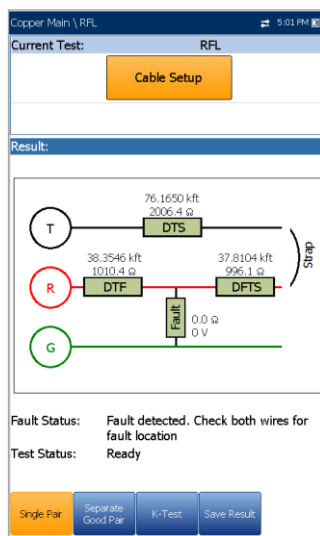 Copper Main \ RFL 5:01 PM
Current Test: RFL
Cable Setup
Result:
76.1650 kft
2006.4 Ω
T DTS
Strap
38.3546 kft 37.8104 kft
1010.4 Ω 996.1 Ω
R DTF DFTS
Fault
0.0 Ω
0 V
G
Fault Status: Fault detected. Check both wires for
fault location
Test Status: Ready
Single Pair
Separate
Good Pair
K-Test
Save Result